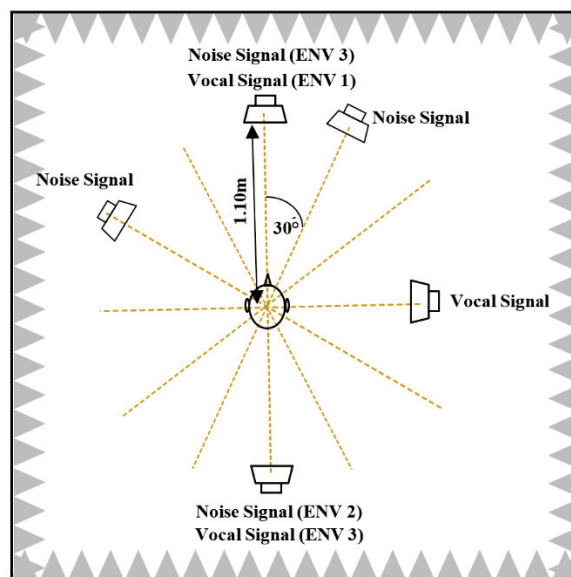 Noise Signal (ENV 3)
Vocal Signal (ENV 1)
Noise Signal
Noise Signal
1.10m
30°
Vocal Signal
Noise Signal (ENV 2)
Vocal Signal (ENV 3)